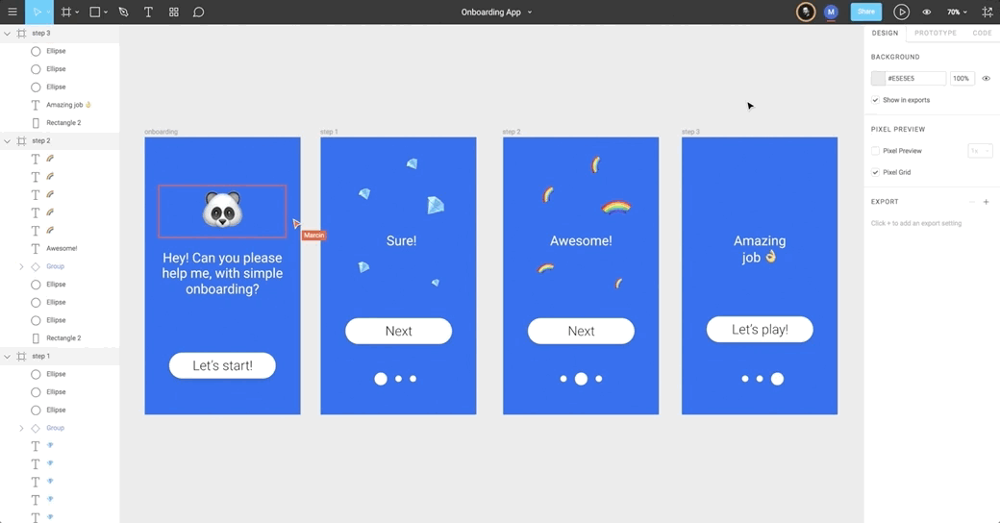 Onboarding App
M
Share
70%
step 3
Ellipse
Ellipse
Ellipse
Amazing job 👌🏼
Rectangle 2
step 2
🌈
🌈
🌈
🌈
🌈
Awesome!
Group
Ellipse
Ellipse
Ellipse
Rectangle 2
step 1
Ellipse
Ellipse
Ellipse
Group
💎
💎
💎
💎
💎
onboarding
Hey! Can you please
help me, with simple
onboarding?
Let's start!
Marcin
step 1
Sure!
Next
step 2
Awesome!
Next
step 3
Amazing
job 👌🏼
Let's play!
DESIGN
PROTOTYPE
CODE
BACKGROUND
#E5E5E5
100%
Show in exports
PIXEL PREVIEW
Pixel Preview
1x
Pixel Grid
EXPORT
Click + to add an export setting